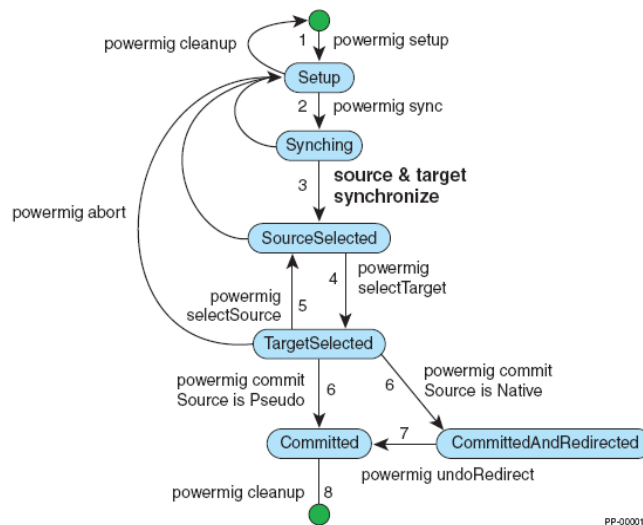 powermig cleanup
1
powermig setup
Setup
2
powermig sync
Synching
3
source & target
synchronize
powermig abort
SourceSelected
4
powermig
selectTarget
powermig
selectSource
5
TargetSelected
powermig commit
Source is Pseudo
6
6
powermig commit
Source is Native
Committed
7
CommittedAndRedirected
powermig undoRedirect
powermig cleanup
8